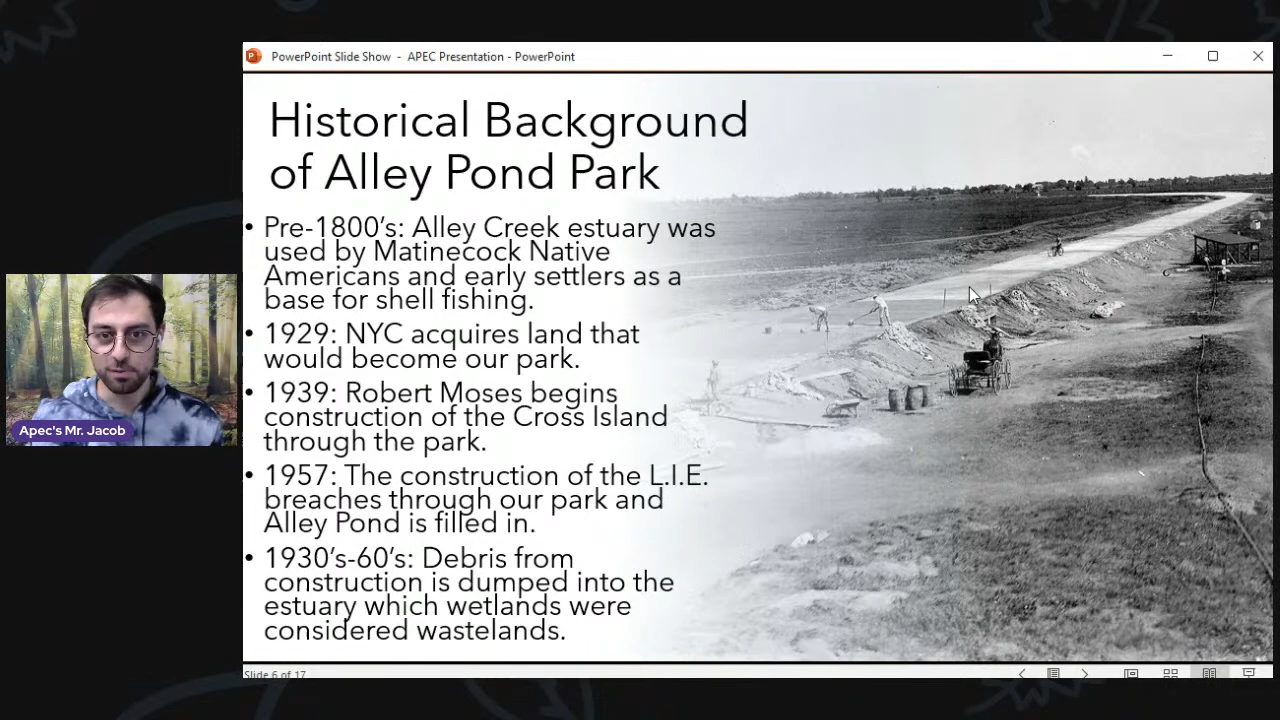 PowerPoint Slide Show - APEC Presentation - PowerPoint
Historical Background
of Alley Pond Park
• Pre-1800’s: Alley Creek estuary was
used by Matinecock Native
Americans and early settlers as a
base for shell fishing.
• 1929: NYC acquires land that
would become our park.
• 1939: Robert Moses begins
construction of the Cross Island
through the park.
• 1957: The construction of the L.I.E.
breaches through our park and
Alley Pond is filled in.
• 1930’s-60’s: Debris from
construction is dumped into the
estuary which wetlands were
considered wastelands.
Apec's Mr. Jacob
Slide 6 of 17